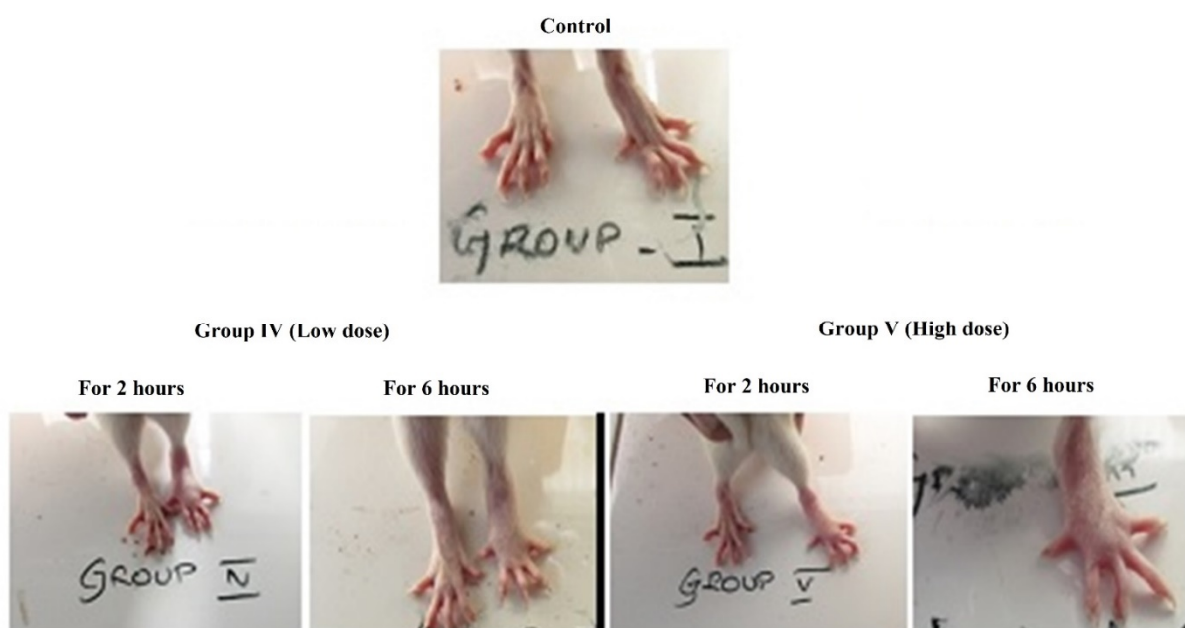 Control
GROUP - I
Group IV (Low dose)
Group V (High dose)
For 2 hours
For 6 hours
For 2 hours
For 6 hours
GROUP IV
GROUP V